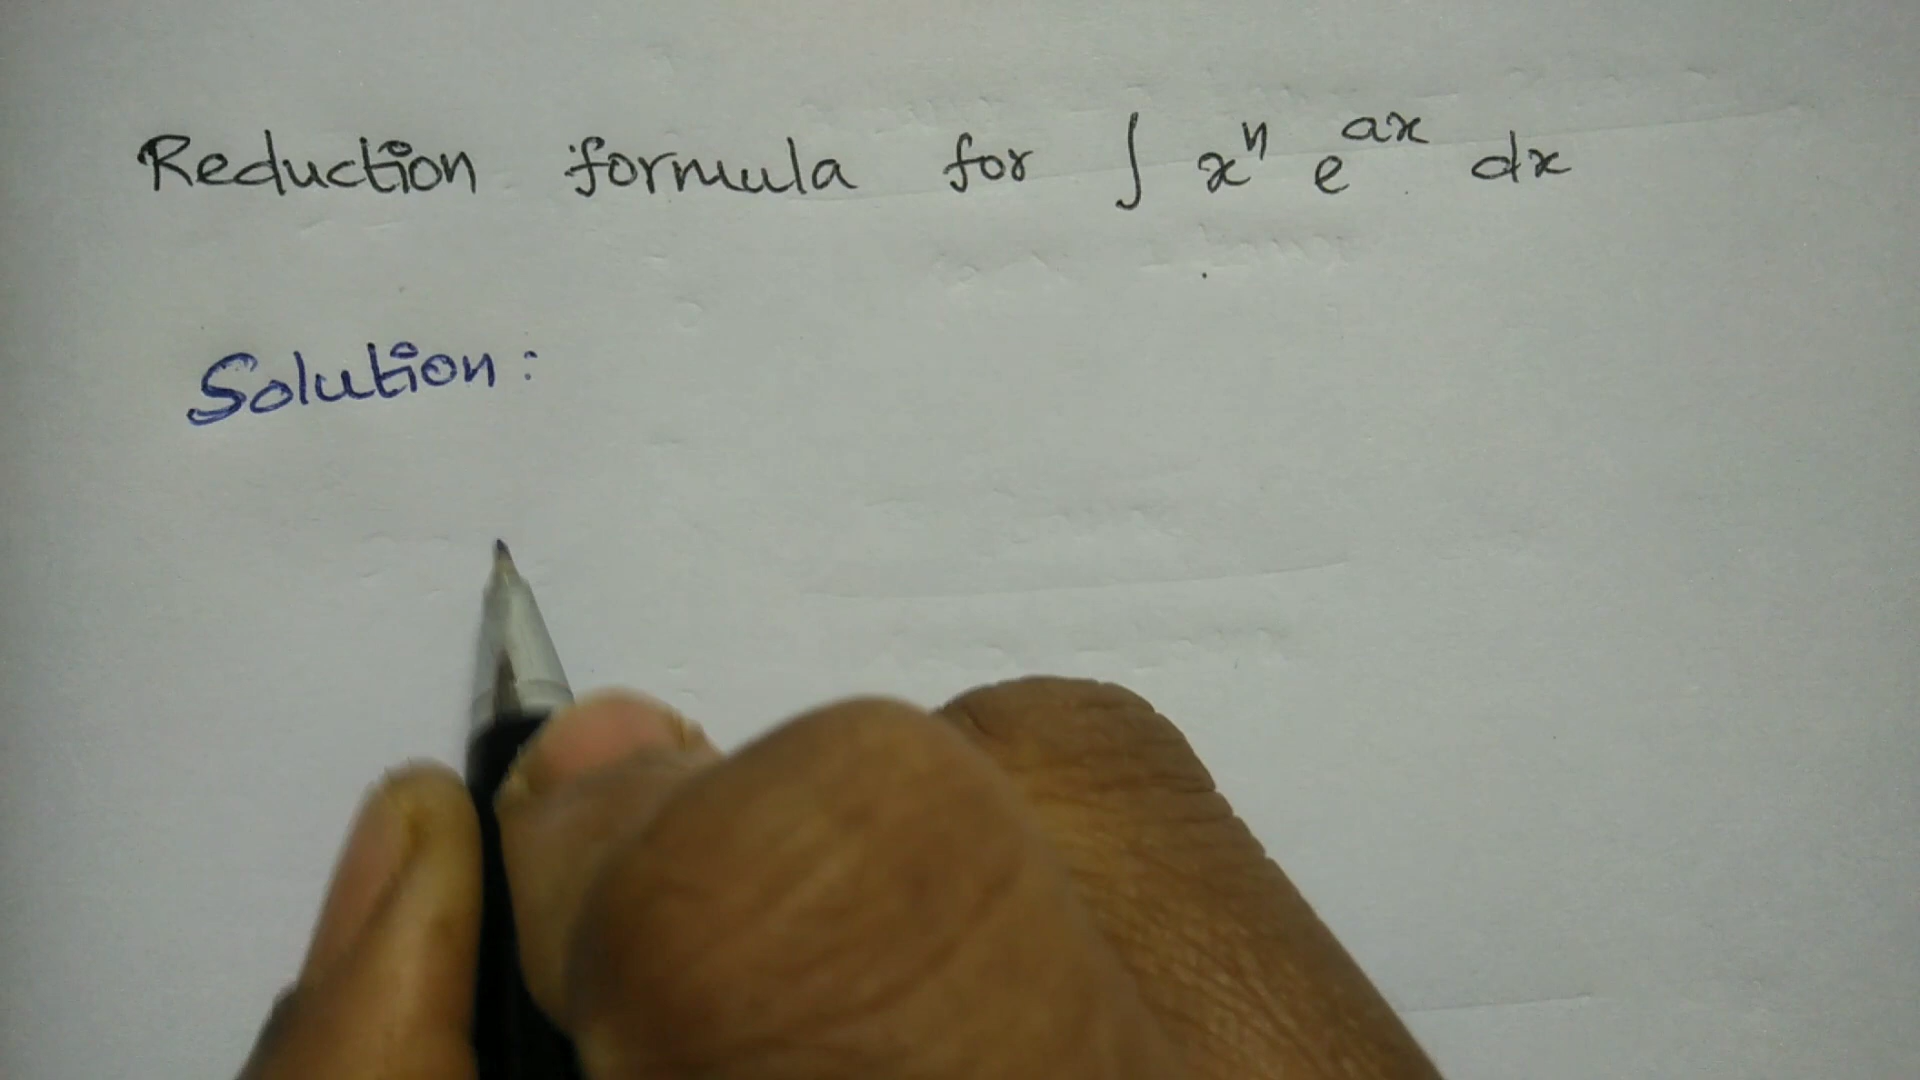 Reduction formula for ∫ xⁿ eᵃˣ dx
Solution: